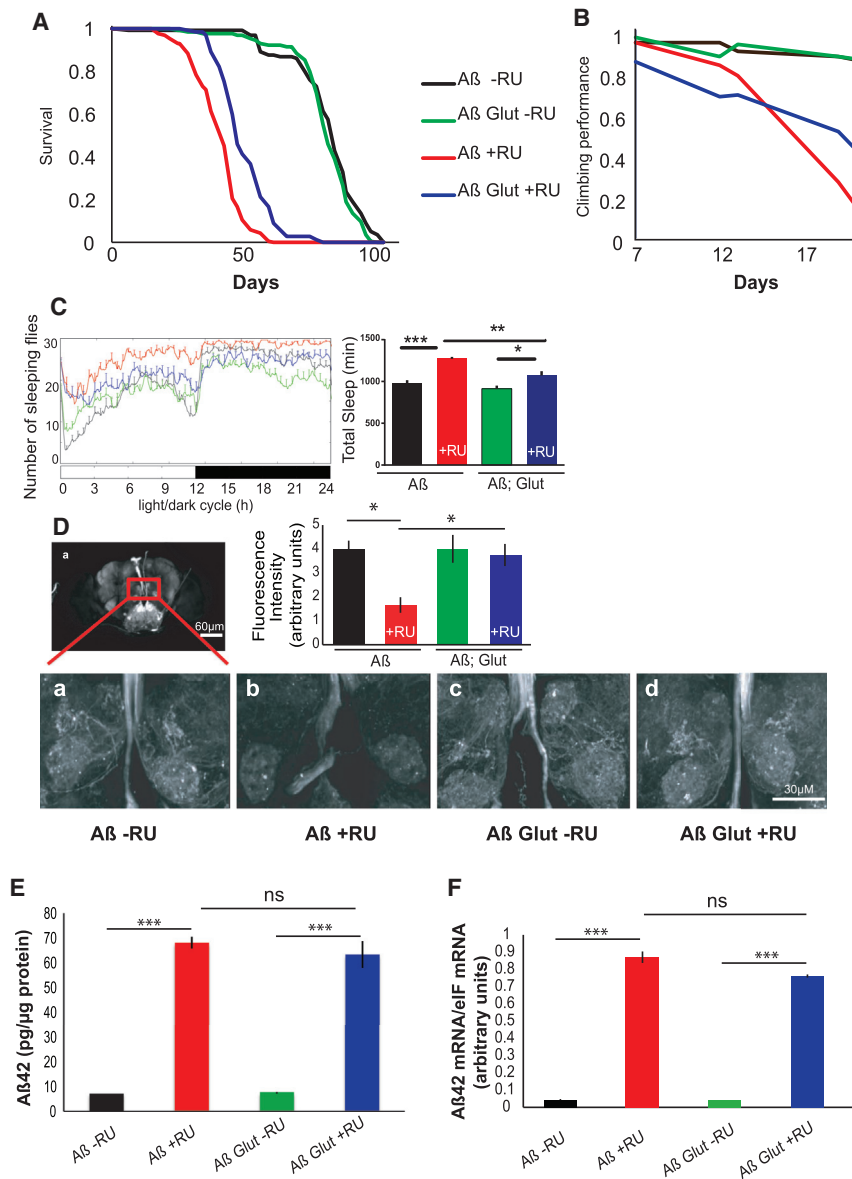 A
Survival
1
0.8
0.6
0.4
0.2
0
0
50
100
Days
Aß -RU
Aß Glut -RU
Aß +RU
Aß Glut +RU
B
Climbing performance
1
0.8
0.6
0.4
0.2
0
7
12
17
Days
C
Number of sleeping flies
30
20
10
0
0 3 6 9 12 15 18 21 24
light/dark cycle (h)
Total Sleep (min)
1500
1000
500
0
***
**
*
+RU
+RU
Aß
Aß; Glut
D
a
60µm
Fluorescence
Intensity
(arbitrary units)
5
4
3
2
1
0
*
*
+RU
+RU
Aß
Aß; Glut
a
b
c
d
30µM
Aß -RU
Aß +RU
Aß Glut -RU
Aß Glut +RU
E
Aß42 (pg/µg protein)
80
70
60
50
40
30
20
10
0
ns
***
***
Aß -RU
Aß +RU
Aß Glut -RU
Aß Glut +RU
F
Aß42 mRNA/eIF mRNA
(arbitrary units)
1
0.9
0.8
0.7
0.6
0.5
0.4
0.3
0.2
0.1
0
ns
***
***
Aß -RU
Aß +RU
Aß Glut -RU
Aß Glut +RU